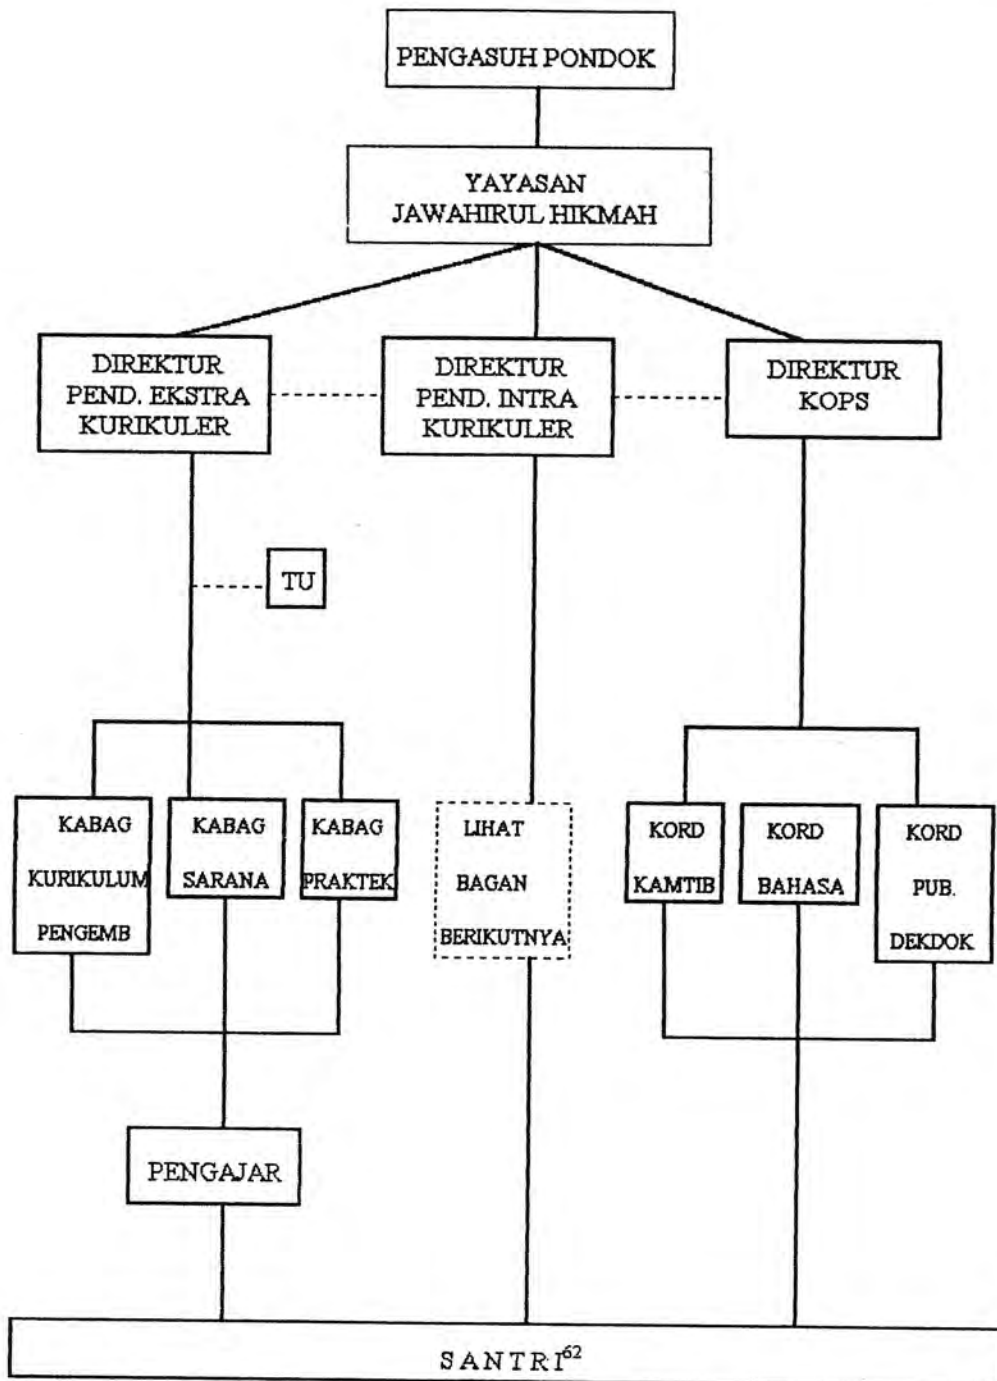 PENGASUH PONDOK
YAYASAN
JAWAHIRUL HIKMAH
DIREKTUR
PEND. EKSTRA
KURIKULER
DIREKTUR
PEND. INTRA
KURIKULER
DIREKTUR
KOPS
TU
KABAG
KURIKULUM
PENGEMB
KABAG
SARANA
KABAG
PRAKTEK
LIHAT
BAGAN
BERIKUTNYA
KORD
KAMTIB
KORD
BAHASA
KORD
PUB.
DEKDOK
PENGAJAR
SANTRI⁶²